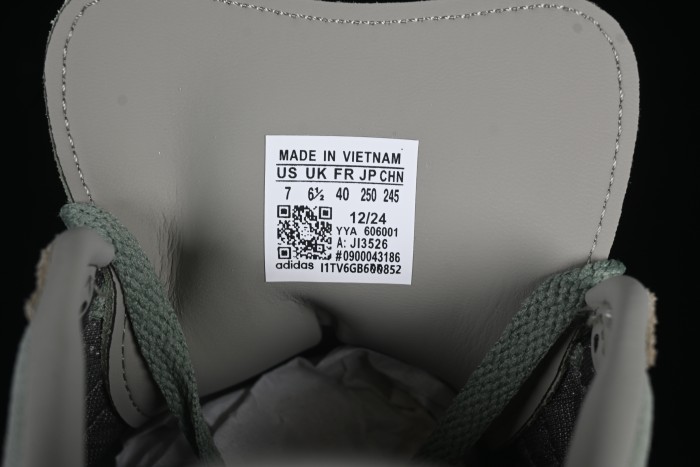 MADE IN VIETNAM
US UK FR JP CHN
7 6½ 40 250 245
12/24
YYA 606001
A: JI3526
#0900043186
adidas I1TV6GB600852